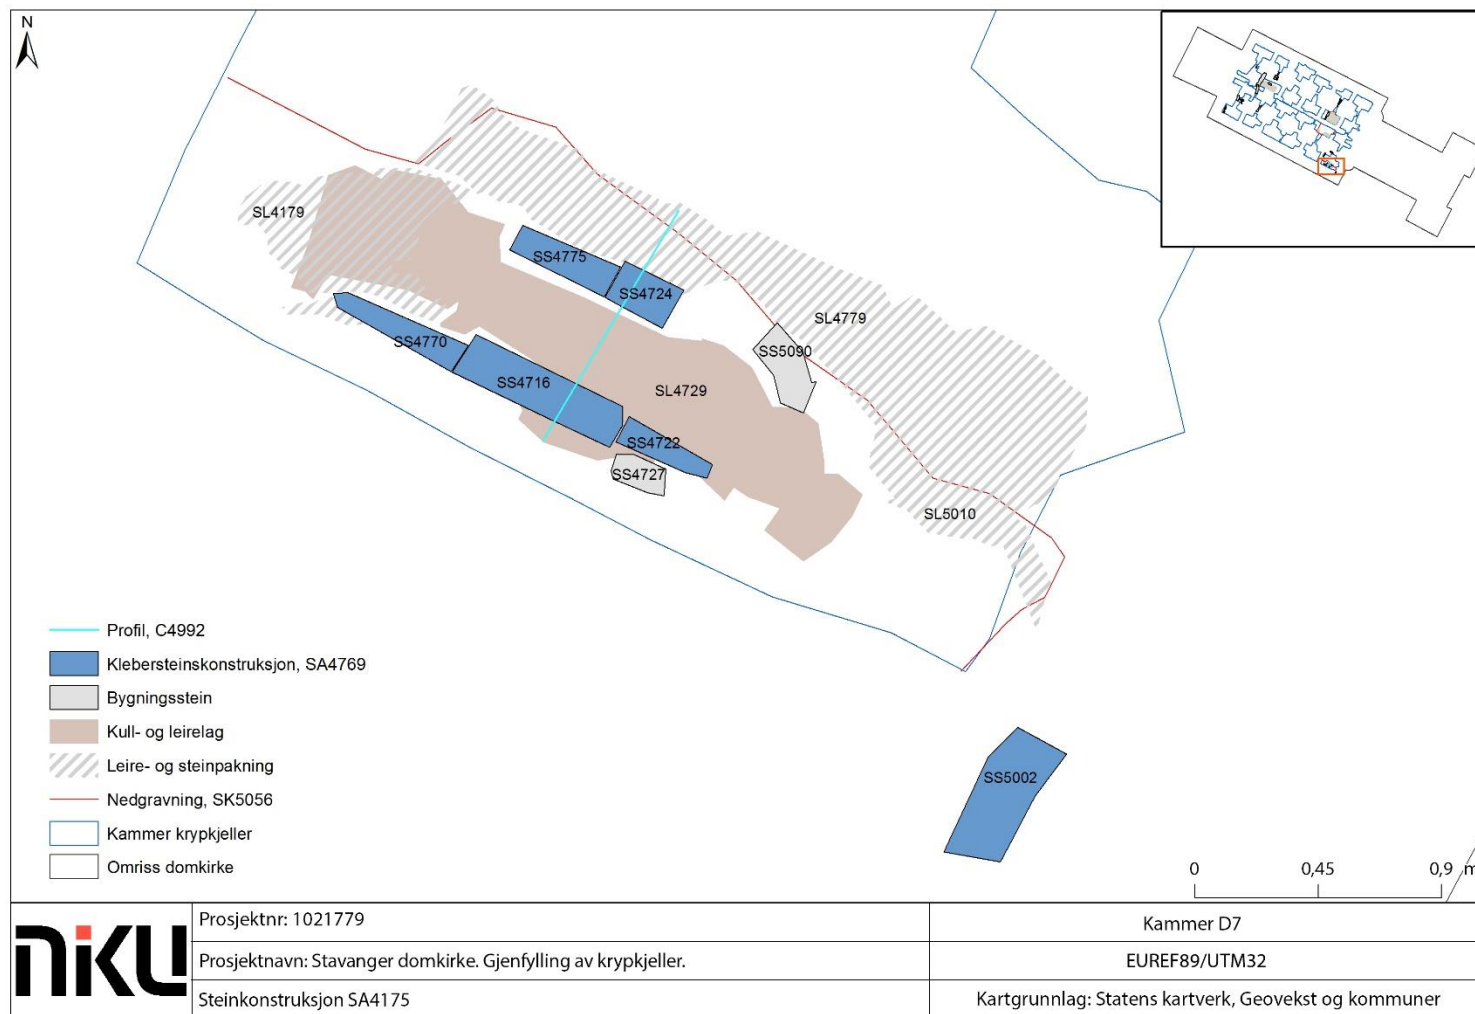 N
SL4179
SS4775
SS4724
SL4779
SS4770
SS5090
SS4716
SL4729
SS4722
SS4727
SL5010
SS5002
Profil, C4992
Klebersteinskonstruksjon, SA4769
Bygningsstein
Kull- og leirelag
Leire- og steinpakning
Nedgravning, SK5056
Kammer krypkjeller
Omriss domkirke
0 0,45 0,9 m
niku
Prosjektnr: 1021779
Kammer D7
Prosjektnavn: Stavanger domkirke. Gjenfylling av krypkjeller.
EUREF89/UTM32
Steinkonstruksjon SA4175
Kartgrunnlag: Statens kartverk, Geovekst og kommuner